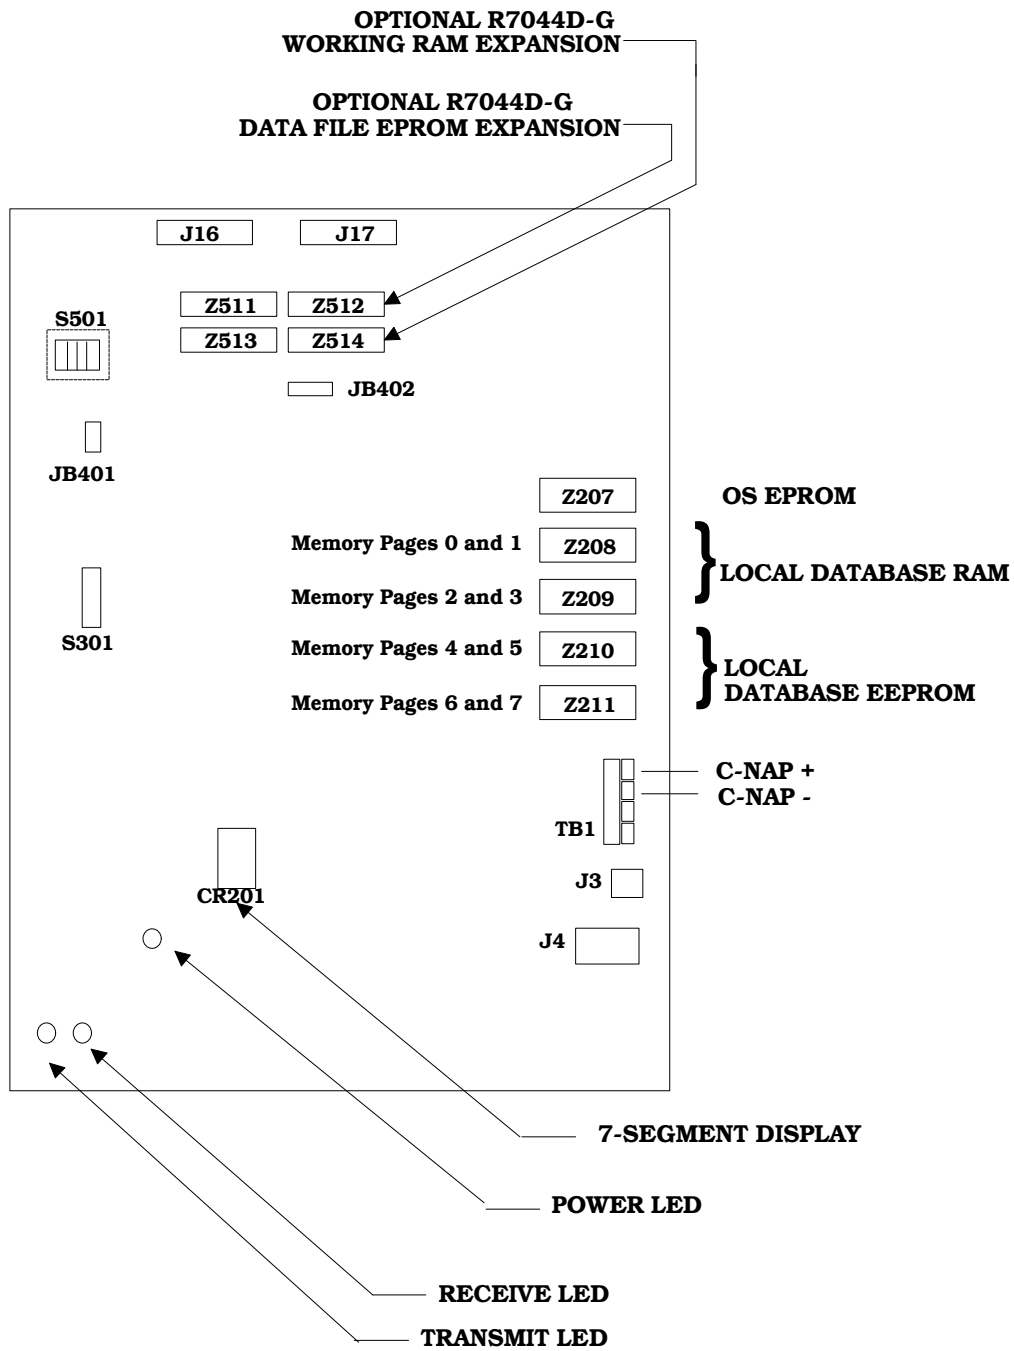 OPTIONAL R7044D-G
WORKING RAM EXPANSION
OPTIONAL R7044D-G
DATA FILE EPROM EXPANSION
J16
J17
Z511
Z512
S501
Z513
Z514
JB402
JB401
Z207
OS EPROM
Memory Pages 0 and 1
Z208
LOCAL DATABASE RAM
Memory Pages 2 and 3
Z209
S301
Memory Pages 4 and 5
Z210
LOCAL
DATABASE EEPROM
Memory Pages 6 and 7
Z211
C-NAP +
C-NAP -
TB1
J3
CR201
J4
7-SEGMENT DISPLAY
POWER LED
RECEIVE LED
TRANSMIT LED